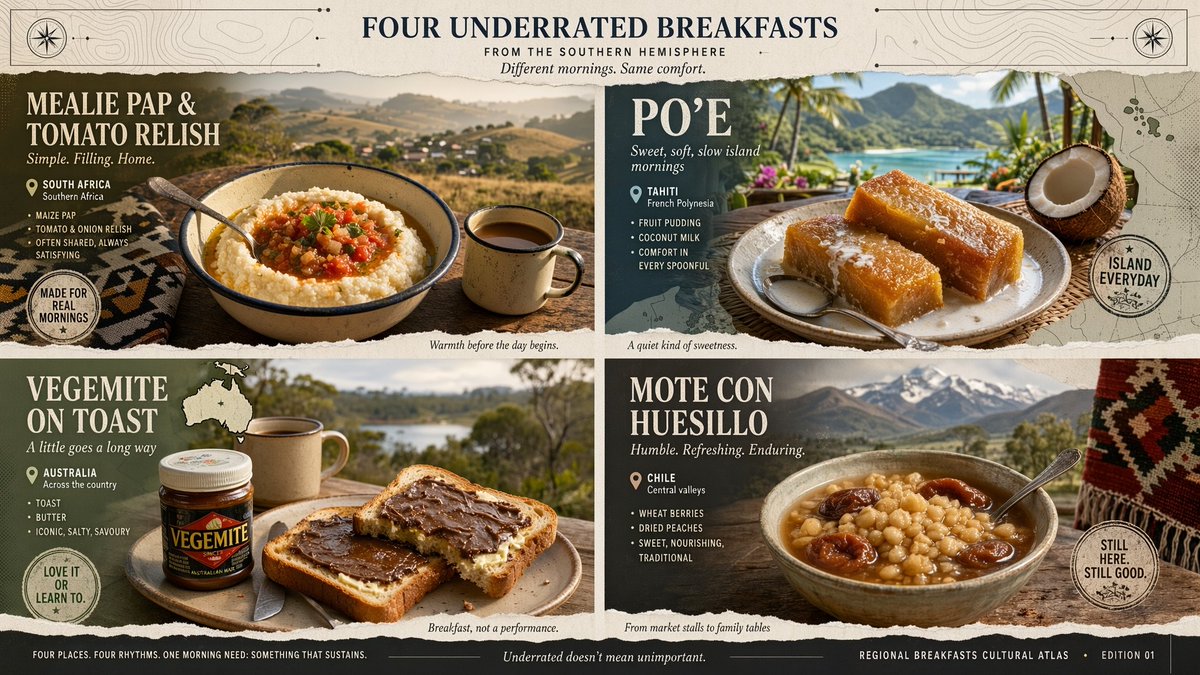 FOUR UNDERRATED BREAKFASTS
FROM THE SOUTHERN HEMISPHERE
Different mornings. Same comfort.
MEALIE PAP &
TOMATO RELISH
Simple. Filling. Home.
SOUTH AFRICA
Southern Africa
• MAIZE PAP
• TOMATO & ONION RELISH
• OFTEN SHARED, ALWAYS
SATISFYING
MADE FOR
REAL
MORNINGS
Warmth before the day begins.
PO'E
Sweet, soft, slow island
mornings
TAHITI
French Polynesia
• FRUIT PUDDING
• COCONUT MILK
• COMFORT IN
EVERY SPOONFUL
ISLAND
EVERYDAY
A quiet kind of sweetness.
VEGEMITE
ON TOAST
A little goes a long way
AUSTRALIA
Across the country
• TOAST
• BUTTER
• ICONIC, SALTY, SAVOURY
LOVE IT
OR
LEARN TO.
VEGEMITE
Breakfast, not a performance.
MOTE CON
HUESILLO
Humble. Refreshing. Enduring.
CHILE
Central valleys
• WHEAT BERRIES
• DRIED PEACHES
• SWEET, NOURISHING,
TRADITIONAL
STILL
HERE.
STILL GOOD.
From market stalls to family tables
FOUR PLACES. FOUR RHYTHMS. ONE MORNING NEED: SOMETHING THAT SUSTAINS.
Underrated doesn't mean unimportant.
REGIONAL BREAKFASTS CULTURAL ATLAS • EDITION 01